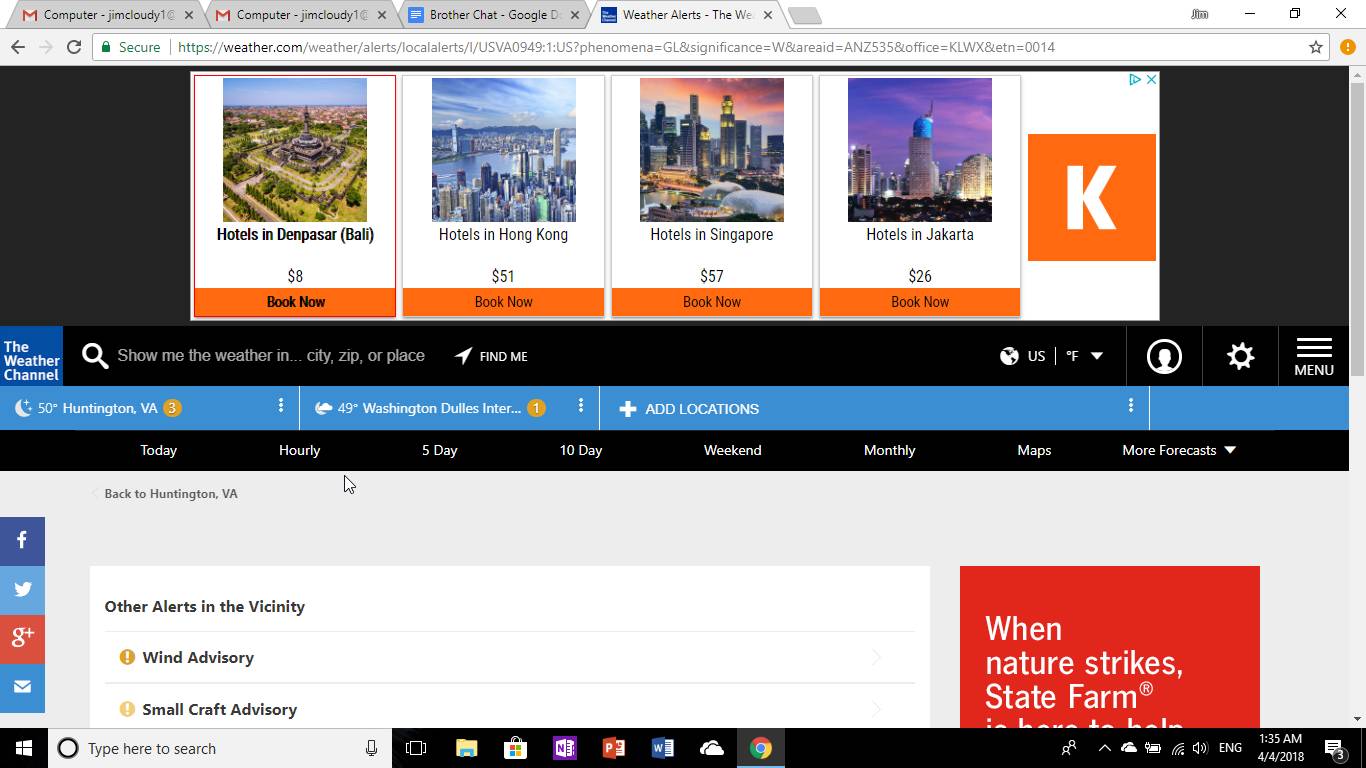 Computer - jimcloudy1@
Computer - jimcloudy1@
Brother Chat - Google D
Weather Alerts - The We
Jim
Secure
https://weather.com/weather/alerts/localalerts/l/USVA0949:1:US?phenomena=GL&significance=W&areaid=ANZ535&office=KLWX&etn=0014
Hotels in Denpasar (Bali)
$8
Book Now
Hotels in Hong Kong
$51
Book Now
Hotels in Singapore
$57
Book Now
Hotels in Jakarta
$26
Book Now
K
The
Weather
Channel
Show me the weather in... city, zip, or place
FIND ME
US
°F
MENU
50° Huntington, VA 3
49° Washington Dulles Inter... 1
ADD LOCATIONS
Today
Hourly
5 Day
10 Day
Weekend
Monthly
Maps
More Forecasts
Back to Huntington, VA
f
g+
Other Alerts in the Vicinity
Wind Advisory
Small Craft Advisory
When
nature strikes,
State Farm®
is here to help
Type here to search
ENG
1:35 AM
4/4/2018
3